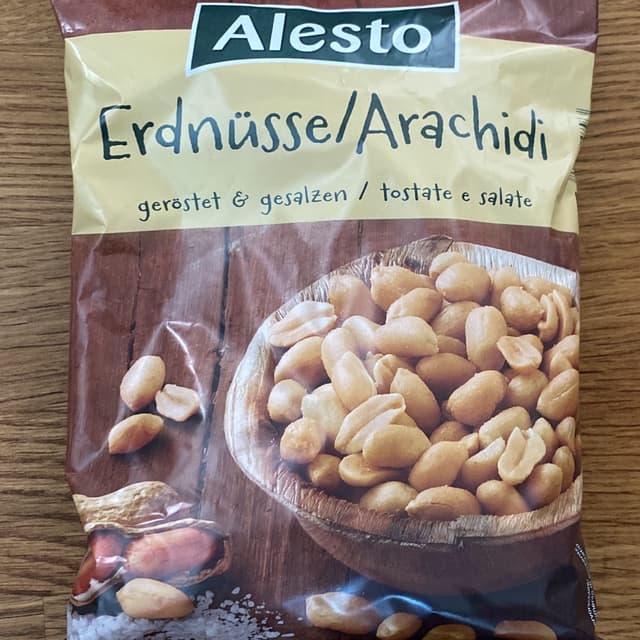 Alesto
Erdnüsse/Arachidi
geröstet & gesalzen / tostate e salate